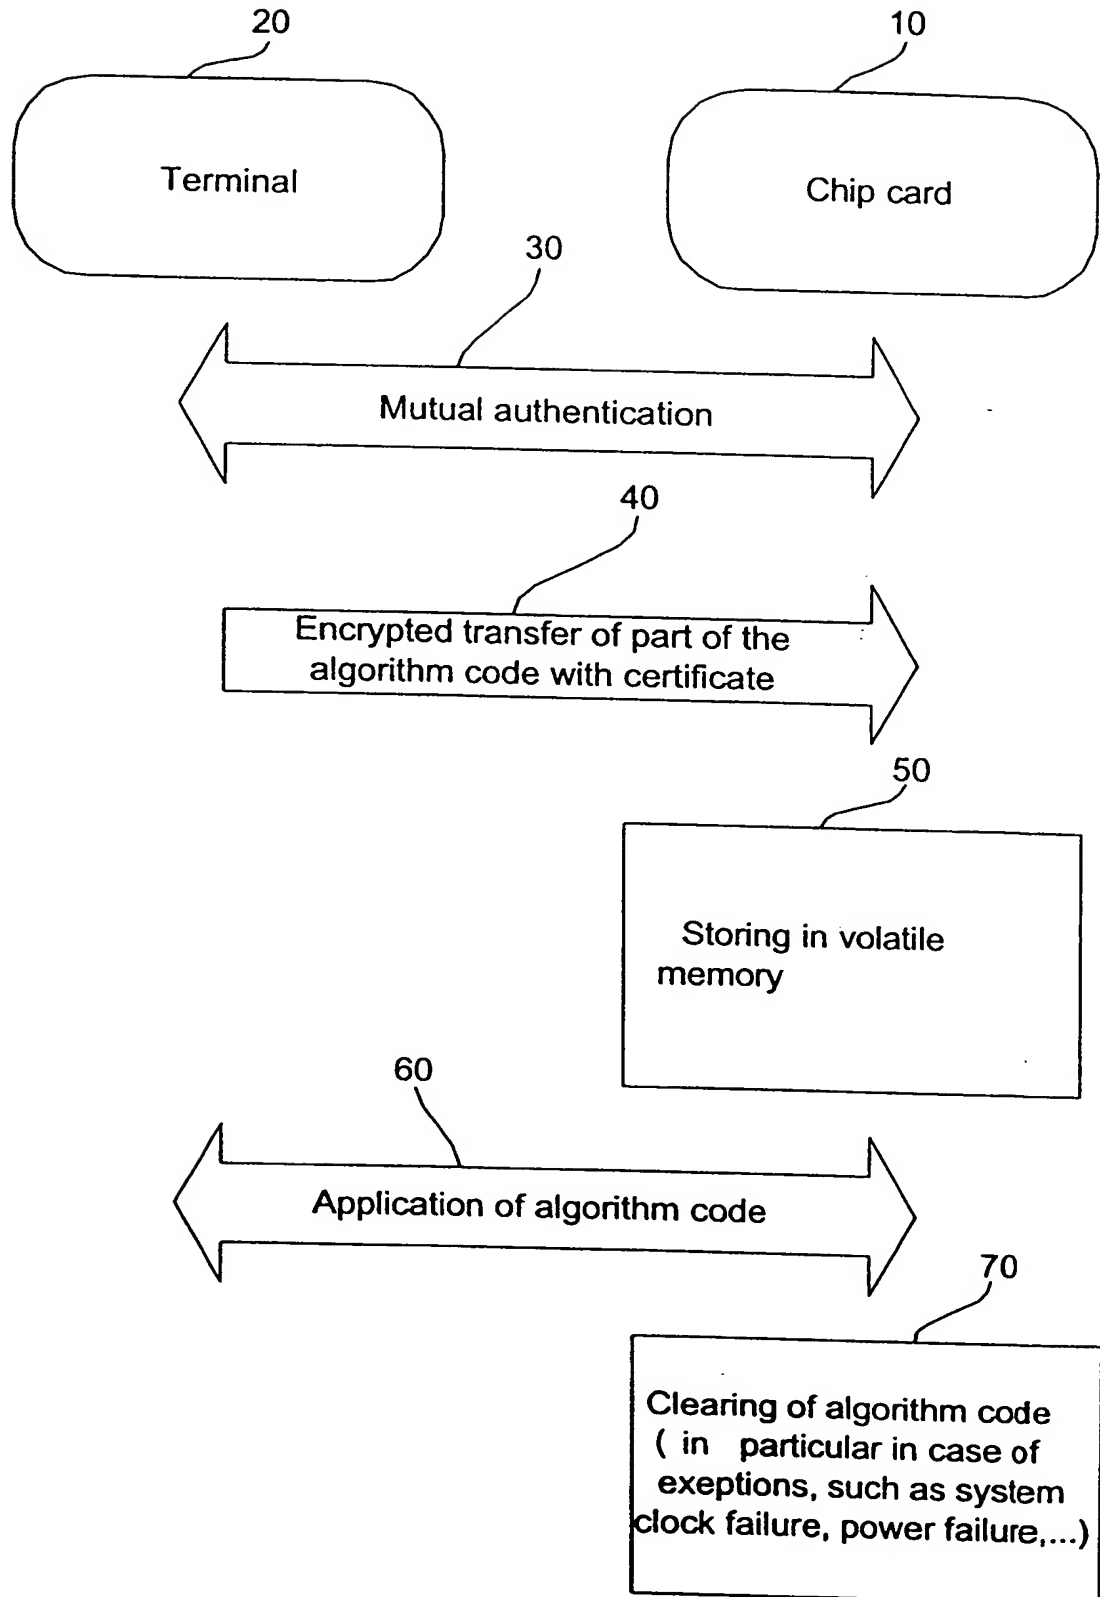 20
10
Terminal
Chip card
30
Mutual authentication
40
Encrypted transfer of part of the
algorithm code with certificate
50
Storing in volatile
memory
60
Application of algorithm code
70
Clearing of algorithm code
( in particular in case of
exeptions, such as system
clock failure, power failure,...)